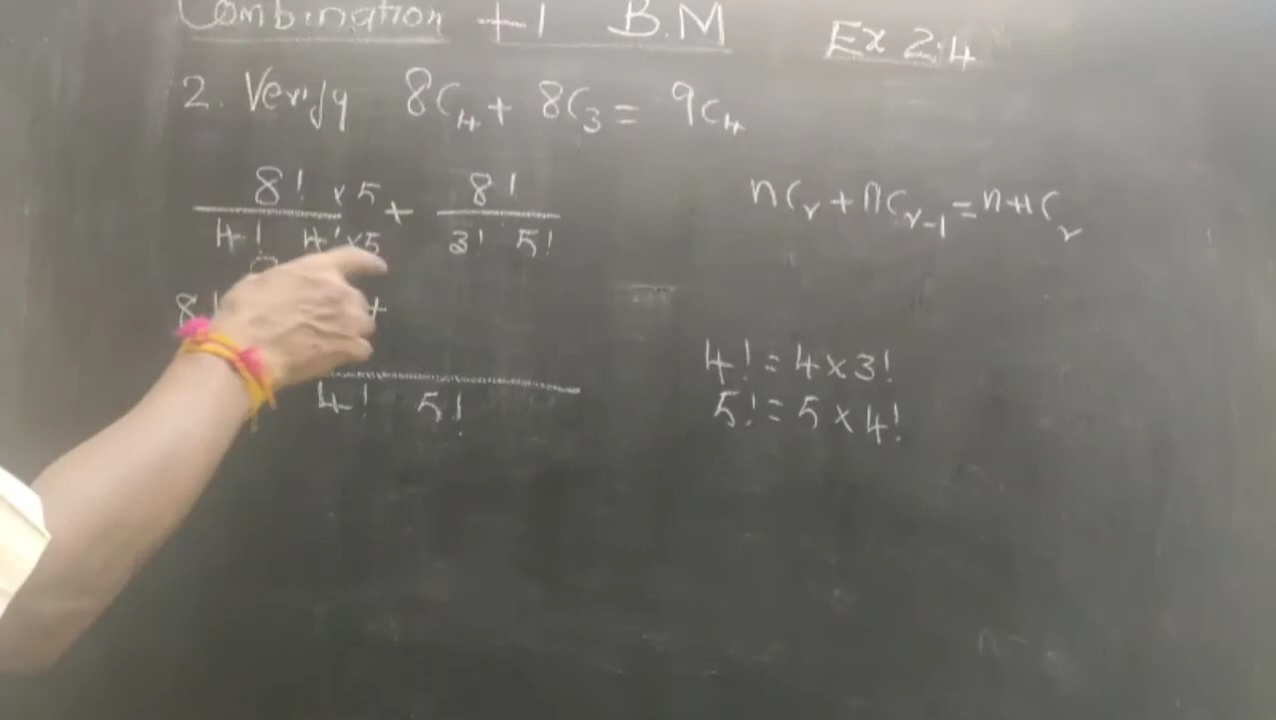 Combination +1 B.M Ex 2.4
2. Verify 8C₄ + 8C₃ = 9C₄
8! × 5 + 8!
4! 4! × 5 3! 5!
nCᵣ + nCᵣ₋₁ = n+1Cᵣ
8! +
4! 5!
4! = 4 × 3!
5! = 5 × 4!